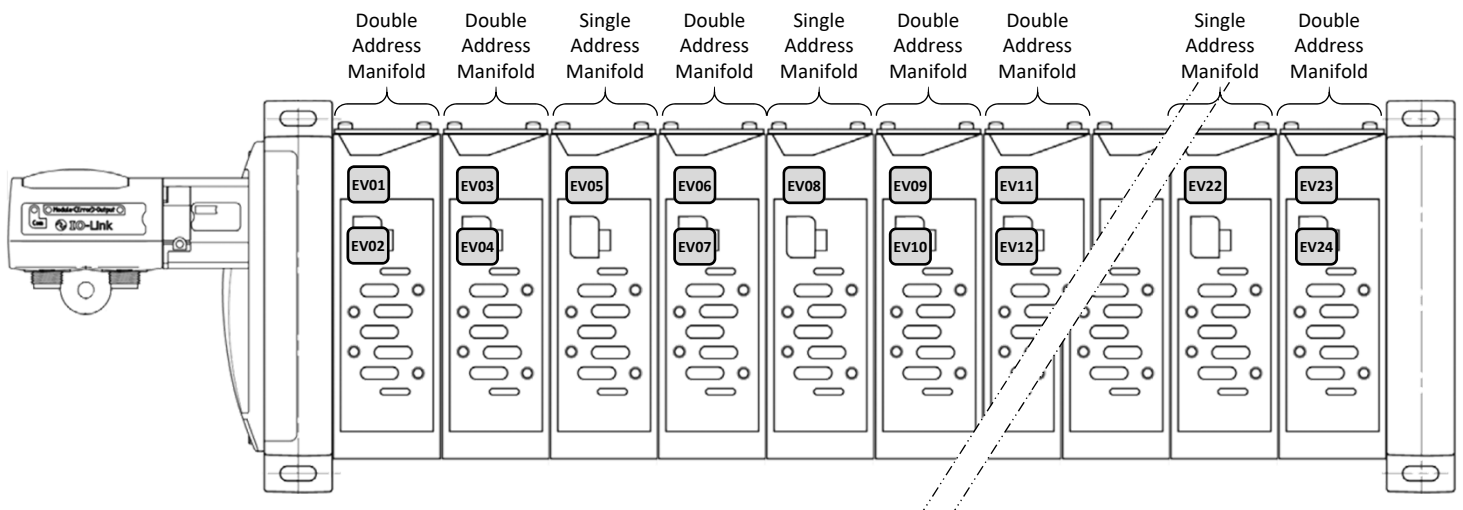 Double Address Manifold
Double Address Manifold
Single Address Manifold
Double Address Manifold
Single Address Manifold
Double Address Manifold
Double Address Manifold
Single Address Manifold
Double Address Manifold
EV01
EV03
EV05
EV06
EV08
EV09
EV11
EV22
EV23
EV02
EV04
EV07
EV10
EV12
EV24
Com
IO-Link